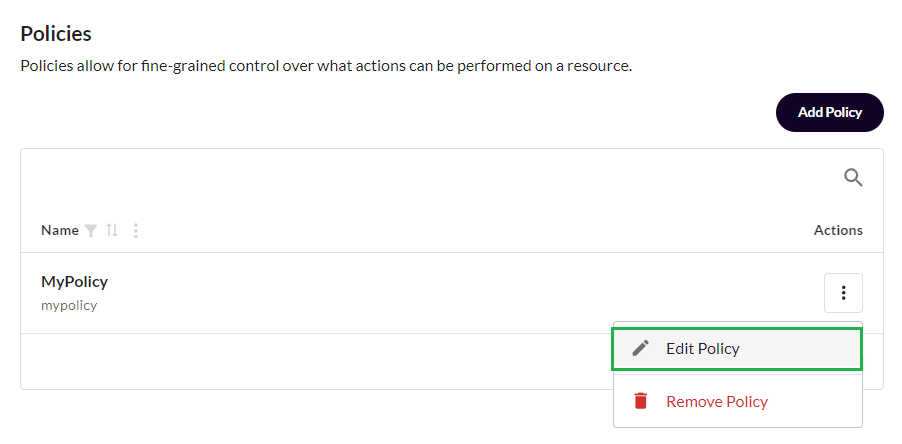 Policies
Policies allow for fine-grained control over what actions can be performed on a resource.
Add Policy
Name Actions
MyPolicy
mypolicy
Edit Policy
Remove Policy